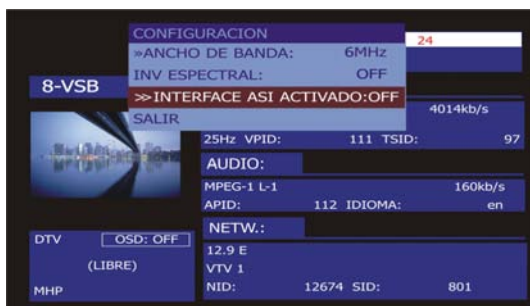 CONFIGURACION
»ANCHO DE BANDA: 6MHz
INV ESPECTRAL: OFF
>>INTERFACE ASI ACTIVADO:OFF
SALIR
24
8-VSB
4014kb/s
25Hz VPID: 111 TSID: 97
AUDIO:
MPEG-1 L-1 160kb/s
APID: 112 IDIOMA: en
NETW.:
12.9 E
VTV 1
NID: 12674 SID: 801
DTV OSD: OFF
(LIBRE)
MHP